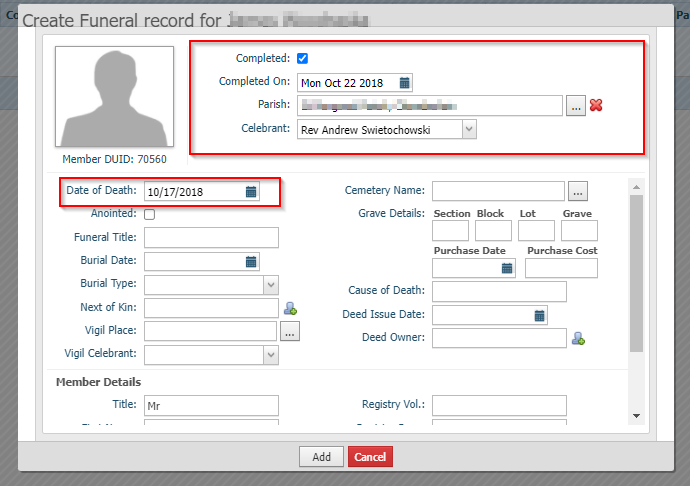 Create Funeral record for
Completed:
Completed On: Mon Oct 22 2018
Parish: ...
Celebrant: Rev Andrew Swietochowski
Member DUID: 70560
Date of Death: 10/17/2018
Anointed:
Funeral Title:
Burial Date:
Burial Type:
Next of Kin:
Vigil Place: ...
Vigil Celebrant:
Cemetery Name: ...
Grave Details: Section Block Lot Grave
Purchase Date Purchase Cost
Cause of Death:
Deed Issue Date:
Deed Owner:
Member Details
Title: Mr
Registry Vol.:
Add Cancel